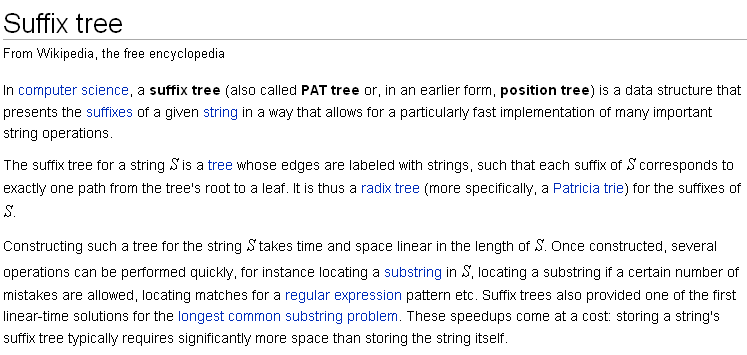 Suffix tree
From Wikipedia, the free encyclopedia
In computer science, a suffix tree (also called PAT tree or, in an earlier form, position tree) is a data structure that
presents the suffixes of a given string in a way that allows for a particularly fast implementation of many important
string operations.
The suffix tree for a string S is a tree whose edges are labeled with strings, such that each suffix of S corresponds to
exactly one path from the tree's root to a leaf. It is thus a radix tree (more specifically, a Patricia trie) for the suffixes of
S.
Constructing such a tree for the string S takes time and space linear in the length of S. Once constructed, several
operations can be performed quickly, for instance locating a substring in S, locating a substring if a certain number of
mistakes are allowed, locating matches for a regular expression pattern etc. Suffix trees also provided one of the first
linear-time solutions for the longest common substring problem. These speedups come at a cost: storing a string's
suffix tree typically requires significantly more space than storing the string itself.